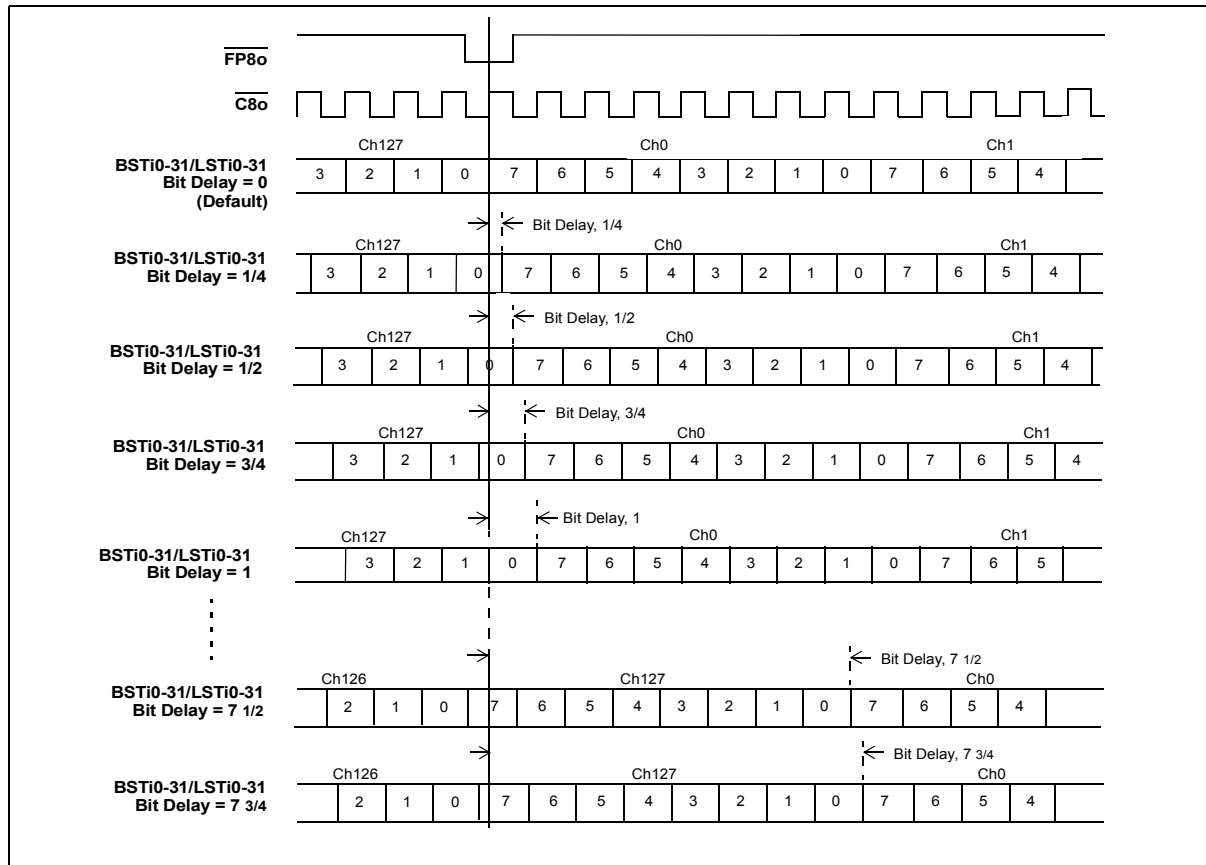 FP8o
C8o
Ch127 Ch0 Ch1
BSTi0-31/LSTi0-31
Bit Delay = 0
(Default)
3 2 1 0 7 6 5 4 3 2 1 0 7 6 5 4
Bit Delay, 1/4
Ch127 Ch0 Ch1
BSTi0-31/LSTi0-31
Bit Delay = 1/4
3 2 1 0 7 6 5 4 3 2 1 0 7 6 5 4
Bit Delay, 1/2
Ch127 Ch0 Ch1
BSTi0-31/LSTi0-31
Bit Delay = 1/2
3 2 1 0 7 6 5 4 3 2 1 0 7 6 5 4
Bit Delay, 3/4
Ch127 Ch0 Ch1
BSTi0-31/LSTi0-31
Bit Delay = 3/4
3 2 1 0 7 6 5 4 3 2 1 0 7 6 5 4
Bit Delay, 1
Ch127 Ch0 Ch1
BSTi0-31/LSTi0-31
Bit Delay = 1
3 2 1 0 7 6 5 4 3 2 1 0 7 6 5
Bit Delay, 7 1/2
Ch126 Ch127 Ch0
BSTi0-31/LSTi0-31
Bit Delay = 7 1/2
2 1 0 7 6 5 4 3 2 1 0 7 6 5 4
Bit Delay, 7 3/4
Ch126 Ch127 Ch0
BSTi0-31/LSTi0-31
Bit Delay = 7 3/4
2 1 0 7 6 5 4 3 2 1 0 7 6 5 4